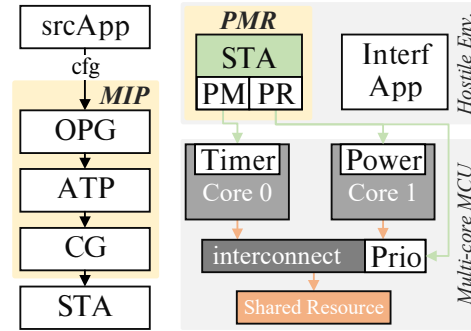 srcApp
cfg
MIP
OPG
ATP
CG
STA
PMR
STA
PM PR
Interf
App
Hostile Env.
Timer
Core 0
Power
Core 1
interconnect Prio
Shared Resource
Multi-core MCU